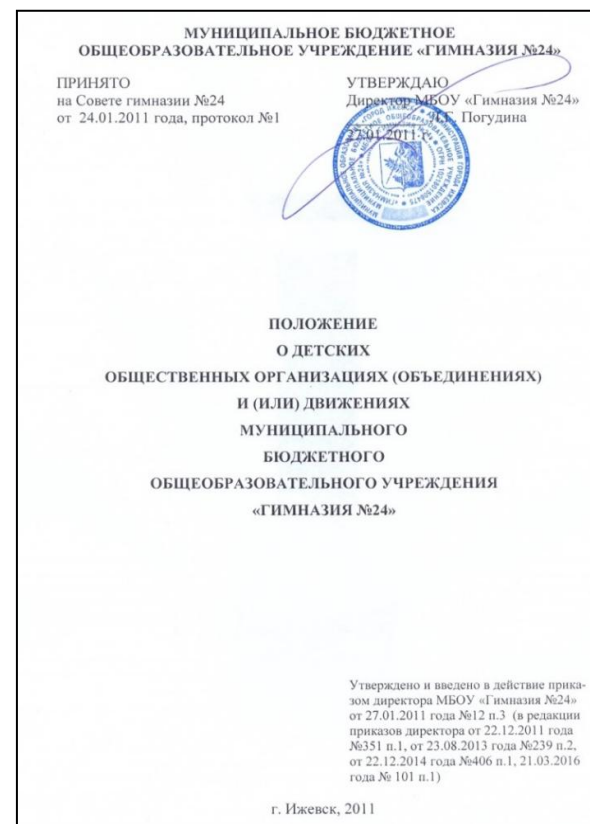 МУНИЦИПАЛЬНОЕ БЮДЖЕТНОЕ
ОБЩЕОБРАЗОВАТЕЛЬНОЕ УЧРЕЖДЕНИЕ «ГИМНАЗИЯ №24»
ПРИНЯТО
на Совете гимназии №24
от 24.01.2011 года, протокол №1
УТВЕРЖДАЮ
Директор МБОУ «Гимназия №24»
Погудина
27.01.2011 г.
ПОЛОЖЕНИЕ
О ДЕТСКИХ
ОБЩЕСТВЕННЫХ ОРГАНИЗАЦИЯХ (ОБЪЕДИНЕНИЯХ)
И (ИЛИ) ДВИЖЕНИЯХ
МУНИЦИПАЛЬНОГО
БЮДЖЕТНОГО
ОБЩЕОБРАЗОВАТЕЛЬНОГО УЧРЕЖДЕНИЯ
«ГИМНАЗИЯ №24»
Утверждено и введено в действие прика-
зом директора МБОУ «Гимназия №24»
от 27.01.2011 года №12 п.3 (в редакции
приказов директора от 22.12.2011 года
№351 п.1, от 23.08.2013 года №239 п.2,
от 22.12.2014 года №406 п.1, 21.03.2016
года № 101 п.1)
г. Ижевск, 2011